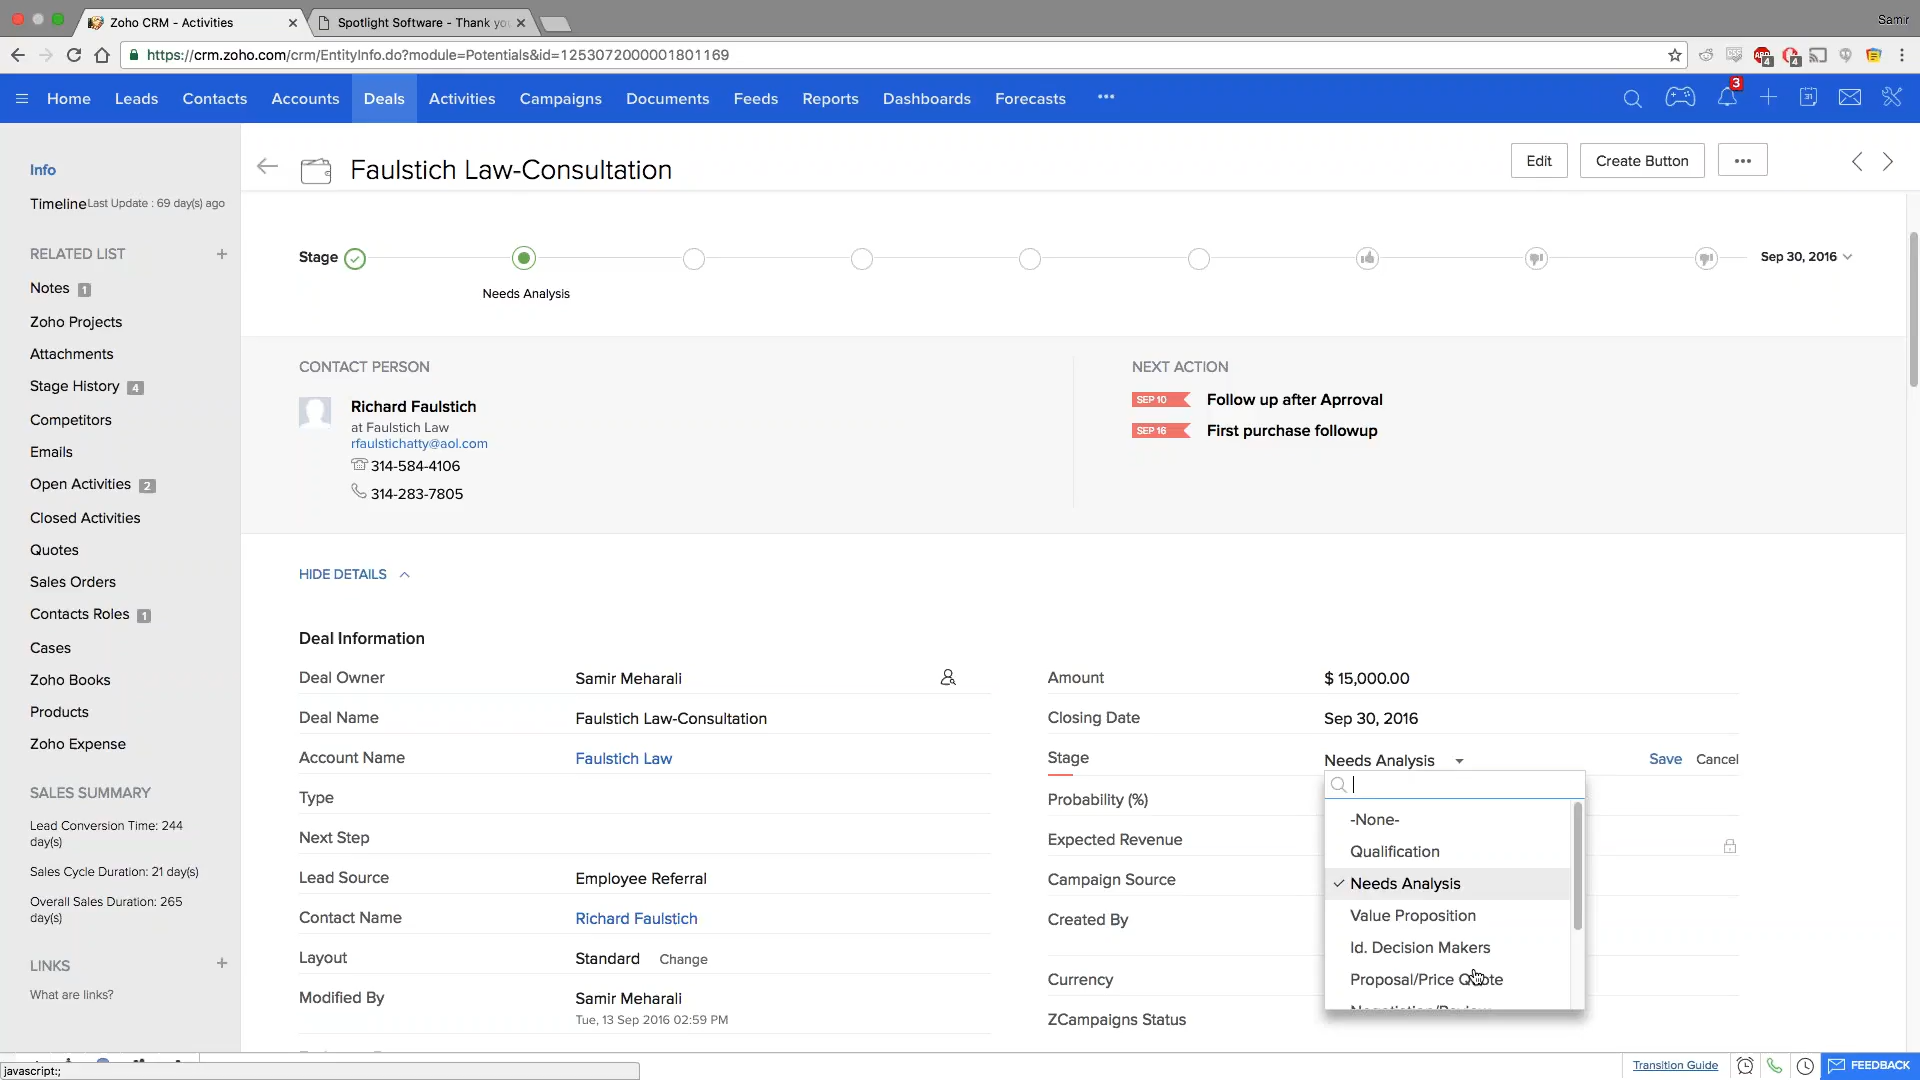 Zoho CRM - Activities
Spotlight Software - Thank you
Samir
https://crm.zoho.com/crm/EntityInfo.do?module=Potentials&id=1253072000001801169
Home Leads Contacts Accounts Deals Activities Campaigns Documents Feeds Reports Dashboards Forecasts ••• 3
Info
Timeline Last Update : 69 day(s) ago
RELATED LIST +
Notes 1
Zoho Projects
Attachments
Stage History 4
Competitors
Emails
Open Activities 2
Closed Activities
Quotes
Sales Orders
Contacts Roles 1
Cases
Zoho Books
Products
Zoho Expense
SALES SUMMARY
Lead Conversion Time: 244
day(s)
Sales Cycle Duration: 21 day(s)
Overall Sales Duration: 265
day(s)
LINKS +
What are links?
Faulstich Law-Consultation
Edit Create Button •••
Stage
Needs Analysis
Sep 30, 2016
CONTACT PERSON
Richard Faulstich
at Faulstich Law
rfaulstichatty@aol.com
314-584-4106
314-283-7805
NEXT ACTION
SEP 10 Follow up after Aprroval
SEP 16 First purchase followup
HIDE DETAILS
Deal Information
Deal Owner Samir Meharali
Deal Name Faulstich Law-Consultation
Account Name Faulstich Law
Type
Next Step
Lead Source Employee Referral
Contact Name Richard Faulstich
Layout Standard Change
Modified By Samir Meharali
Tue, 13 Sep 2016 02:59 PM
Amount $ 15,000.00
Closing Date Sep 30, 2016
Stage Needs Analysis Save Cancel
Probability (%)
Expected Revenue
Campaign Source
Created By
Currency
ZCampaigns Status
-None-
Qualification
Needs Analysis
Value Proposition
Id. Decision Makers
Proposal/Price Quote
Negotiation/Review
javascript:;
Transition Guide
FEEDBACK